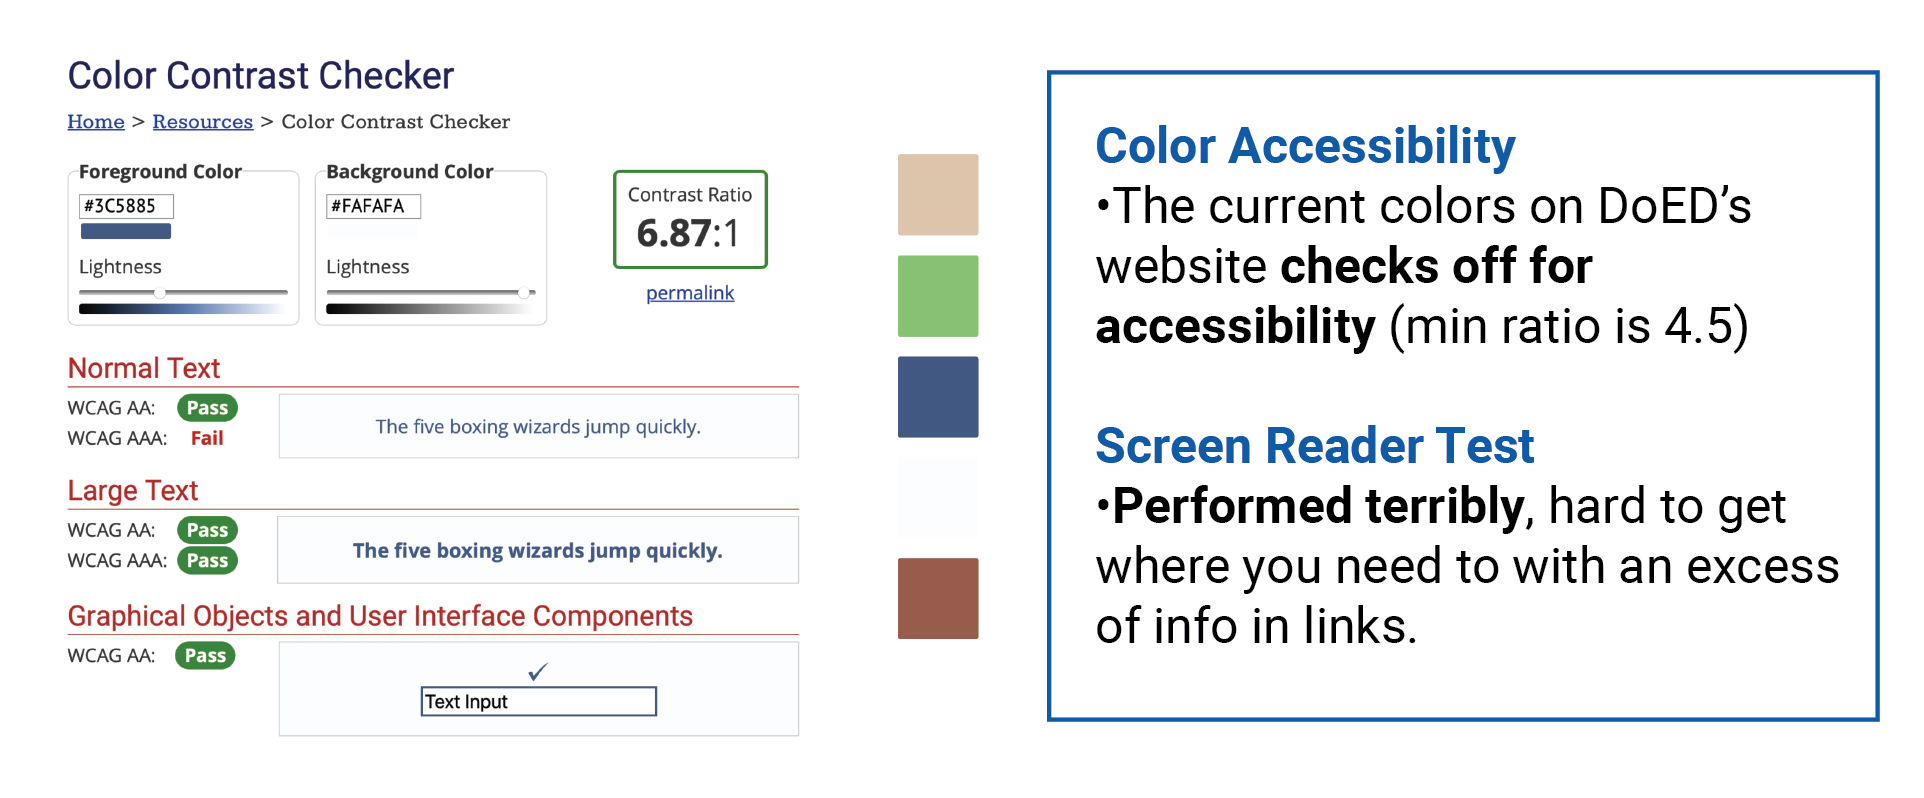 Color Contrast Checker
Home > Resources > Color Contrast Checker
Foreground Color
#3C5885
Lightness
Background Color
#FAFAFA
Lightness
Contrast Ratio
6.87:1
permalink
Normal Text
WCAG AA: Pass
WCAG AAA: Fail
The five boxing wizards jump quickly.
Large Text
WCAG AA: Pass
WCAG AAA: Pass
The five boxing wizards jump quickly.
Graphical Objects and User Interface Components
WCAG AA: Pass
✓
Text Input
Color Accessibility
•The current colors on DoED’s
website checks off for
accessibility (min ratio is 4.5)
Screen Reader Test
•Performed terribly, hard to get
where you need to with an excess
of info in links.